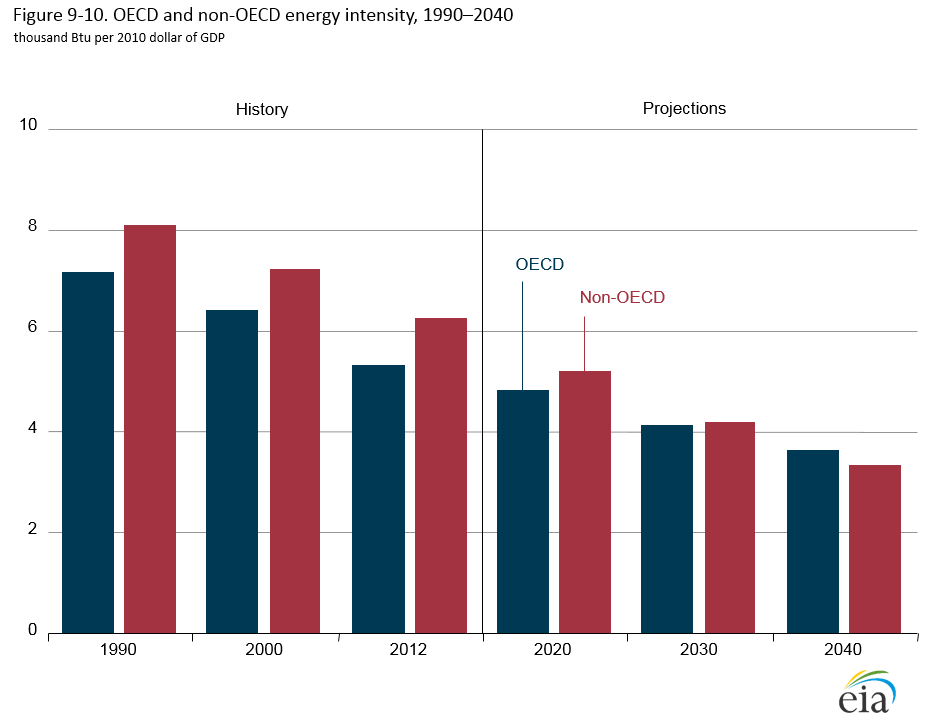 Figure 9-10. OECD and non-OECD energy intensity, 1990–2040
thousand Btu per 2010 dollar of GDP
History
Projections
10
8
OECD
Non-OECD
6
4
2
0
1990
2000
2012
2020
2030
2040
eia